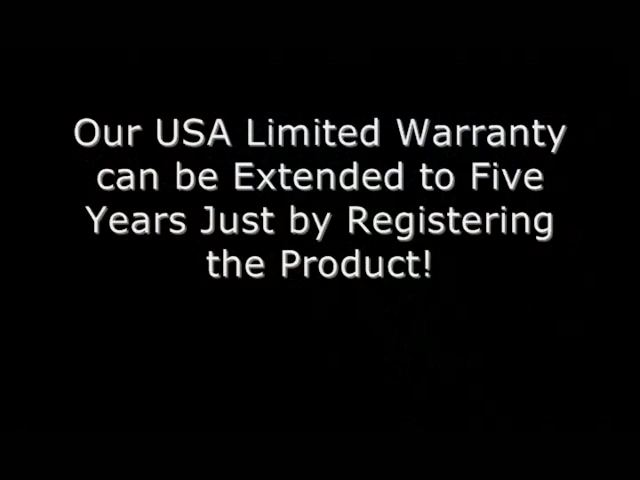 Our USA Limited Warranty
can be Extended to Five
Years Just by Registering
the Product!